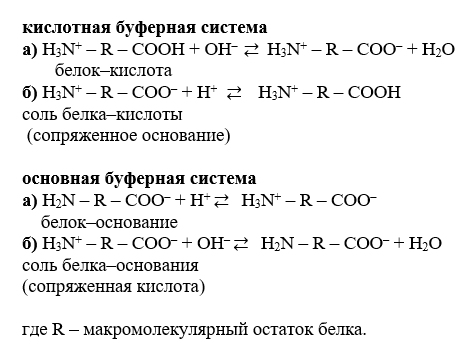 кислотная буферная система
а) H₃N⁺ – R – COOH + OH⁻ ⇄ H₃N⁺ – R – COO⁻ + H₂O
белок–кислота
б) H₃N⁺ – R – COO⁻ + H⁺ ⇄ H₃N⁺ – R – COOH
соль белка–кислоты
(сопряженное основание)
основная буферная система
а) H₂N – R – COO⁻ + H⁺ ⇄ H₃N⁺ – R – COO⁻
белок–основание
б) H₃N⁺ – R – COO⁻ + OH⁻ ⇄ H₂N – R – COO⁻ + H₂O
соль белка–основания
(сопряженная кислота)
где R – макромолекулярный остаток белка.